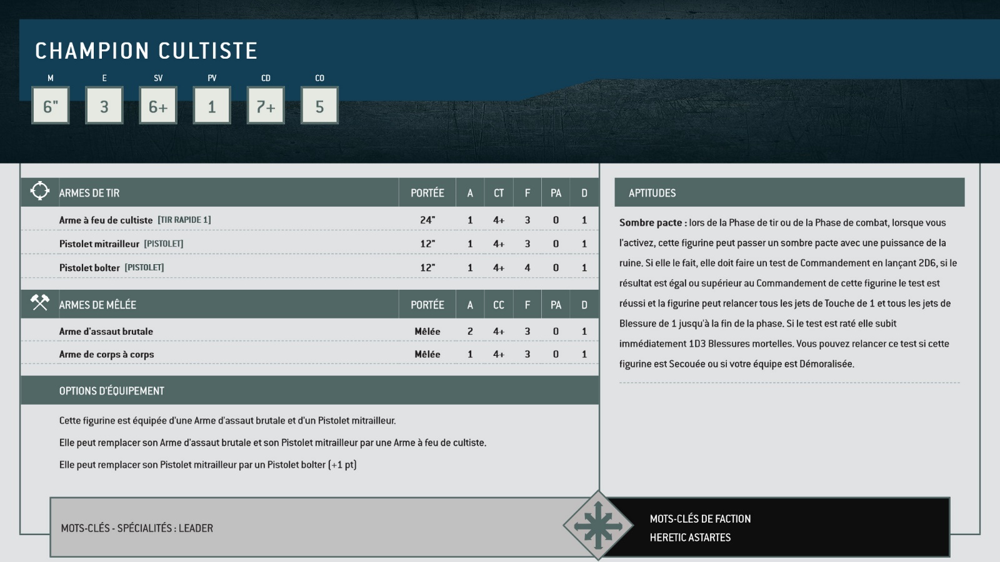 CHAMPION CULTISTE
M E SV PV CD CO
6" 3 6+ 1 7+ 5
ARMES DE TIR PORTÉE A CT F PA D
Arme à feu de cultiste [TIR RAPIDE 1] 24" 1 4+ 3 0 1
Pistolet mitrailleur [PISTOLET] 12" 1 4+ 3 0 1
Pistolet bolter [PISTOLET] 12" 1 4+ 4 0 1
ARMES DE MÊLÉE PORTÉE A CC F PA D
Arme d'assaut brutale Mêlée 2 4+ 3 0 1
Arme de corps à corps Mêlée 1 4+ 3 0 1
OPTIONS D'ÉQUIPEMENT
Cette figurine est équipée d'une Arme d'assaut brutale et d'un Pistolet mitrailleur.
Elle peut remplacer son Arme d'assaut brutale et son Pistolet mitrailleur par une Arme à feu de cultiste.
Elle peut remplacer son Pistolet mitrailleur par un Pistolet bolter (+1 pt)
APTITUDES
Sombre pacte : lors de la Phase de tir ou de la Phase de combat, lorsque vous
l'activez, cette figurine peut passer un sombre pacte avec une puissance de la
ruine. Si elle le fait, elle doit faire un test de Commandement en lançant 2D6, si le
résultat est égal ou supérieur au Commandement de cette figurine le test est
réussi et la figurine peut relancer tous les jets de Touche de 1 et tous les jets de
Blessure de 1 jusqu'à la fin de la phase. Si le test est raté elle subit
immédiatement 1D3 Blessures mortelles. Vous pouvez relancer ce test si cette
figurine est Secouée ou si votre équipe est Démoralisée.
MOTS-CLÉS - SPÉCIALITÉS : LEADER
MOTS-CLÉS DE FACTION
HERETIC ASTARTES